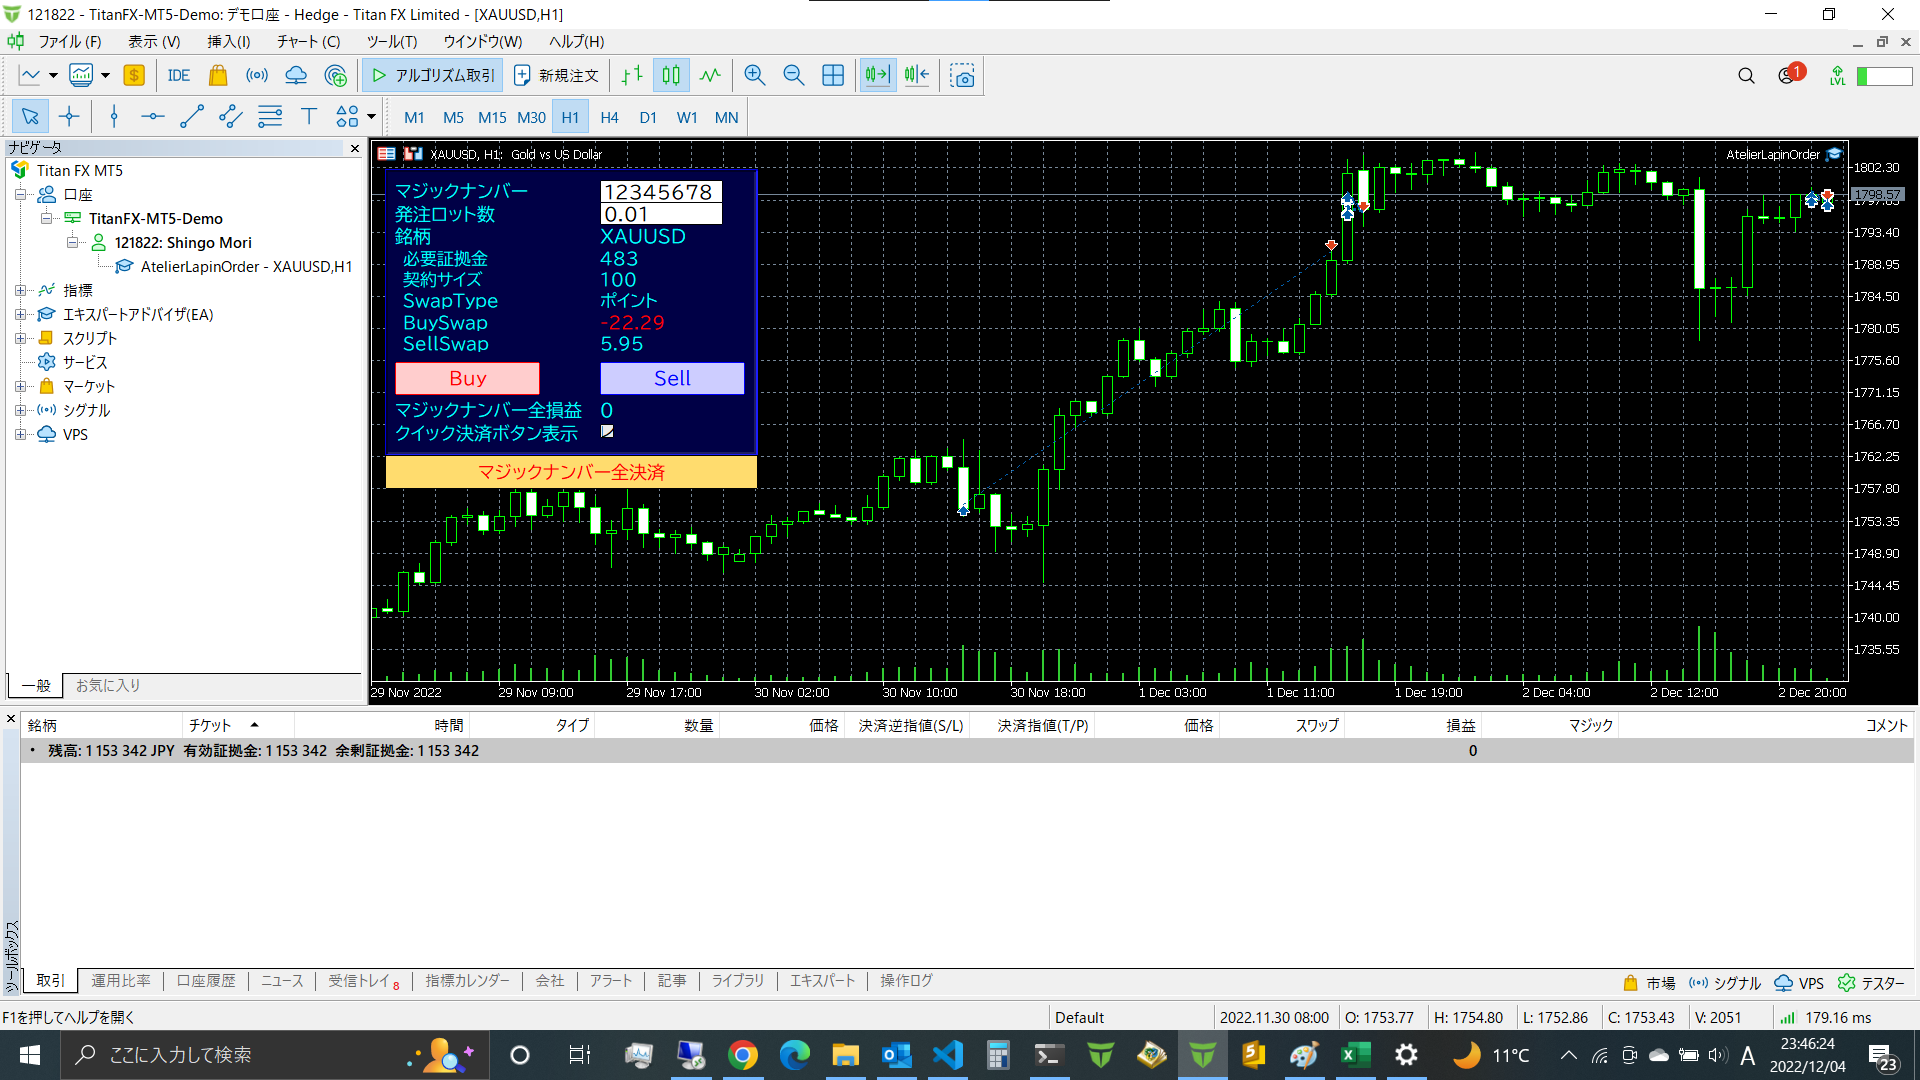 121822 - TitanFX-MT5-Demo: デモ口座 - Hedge - Titan FX Limited - [XAUUSD,H1]
ファイル (F) 表示 (V) 挿入(I) チャート (C) ツール(T) ウインドウ(W) ヘルプ(H)
IDE アルゴリズム取引 新規注文 1 LVL
M1 M5 M15 M30 H1 H4 D1 W1 MN
ナビゲータ
Titan FX MT5
口座
TitanFX-MT5-Demo
121822: Shingo Mori
AtelierLapinOrder - XAUUSD,H1
指標
エキスパートアドバイザ(EA)
スクリプト
サービス
マーケット
シグナル
VPS
一般 お気に入り
XAUUSD, H1: Gold vs US Dollar
AtelierLapinOrder
マジックナンバー 12345678
発注ロット数 0.01
銘柄 XAUUSD
必要証拠金 483
契約サイズ 100
SwapType ポイント
BuySwap -22.29
SellSwap 5.95
Buy Sell
マジックナンバー全損益 0
クイック決済ボタン表示
マジックナンバー全決済
1802.30
1798.57
1793.40
1788.95
1784.50
1780.05
1775.60
1771.15
1766.70
1762.25
1757.80
1753.35
1748.90
1744.45
1740.00
1735.55
29 Nov 2022 29 Nov 09:00 29 Nov 17:00 30 Nov 02:00 30 Nov 10:00 30 Nov 18:00 1 Dec 03:00 1 Dec 11:00 1 Dec 19:00 2 Dec 04:00 2 Dec 12:00 2 Dec 20:00
銘柄 チケット 時間 タイプ 数量 価格 決済逆指値(S/L) 決済指値(T/P) 価格 スワップ 損益 マジック コメント
残高: 1 153 342 JPY 有効証拠金: 1 153 342 余剰証拠金: 1 153 342 0
ツールボックス
取引 運用比率 口座履歴 ニュース 受信トレイ 8 指標カレンダー 会社 アラート 記事 ライブラリ エキスパート 操作ログ 市場 シグナル VPS テスター
F1を押してヘルプを開く Default 2022.11.30 08:00 O: 1753.77 H: 1754.80 L: 1752.86 C: 1753.43 V: 2051 179.16 ms
ここに入力して検索 11°C A 23:46:24
2022/12/04 23